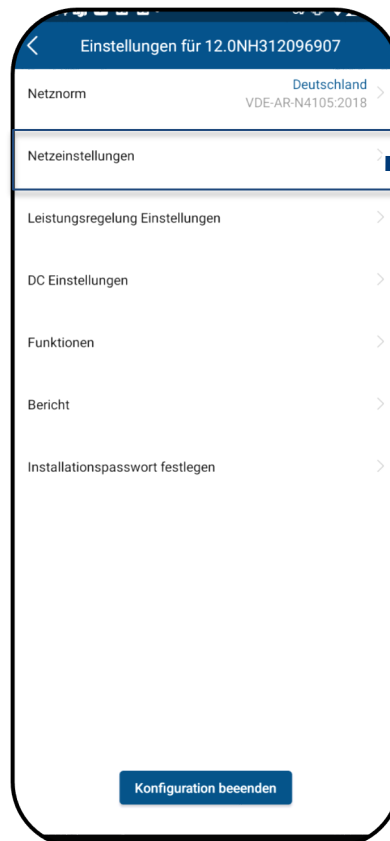 Einstellungen für 12.0NH312096907
Netznorm
Deutschland
VDE-AR-N4105:2018
Netzeinstellungen
Leistungsregelung Einstellungen
DC Einstellungen
Funktionen
Bericht
Installationspasswort festlegen
Konfiguration beeenden